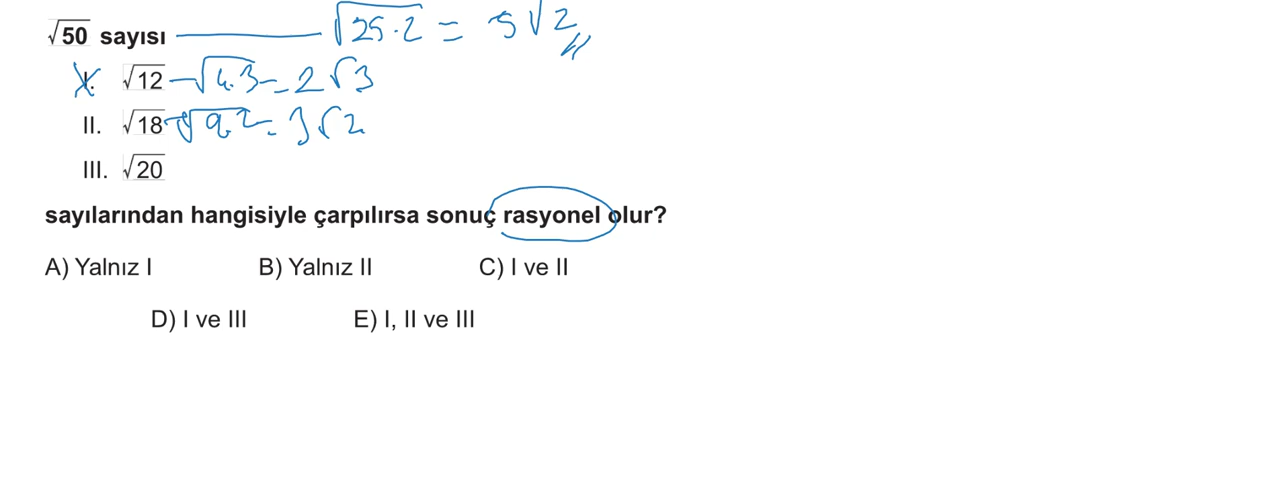 √50 sayısı √25·2 = 5√2
I. √12 – √4.3 = 2√3
II. √18 √9.2 = 3√2
III. √20
sayılarından hangisiyle çarpılırsa sonuç rasyonel olur?
A) Yalnız I B) Yalnız II C) I ve II
D) I ve III E) I, II ve III